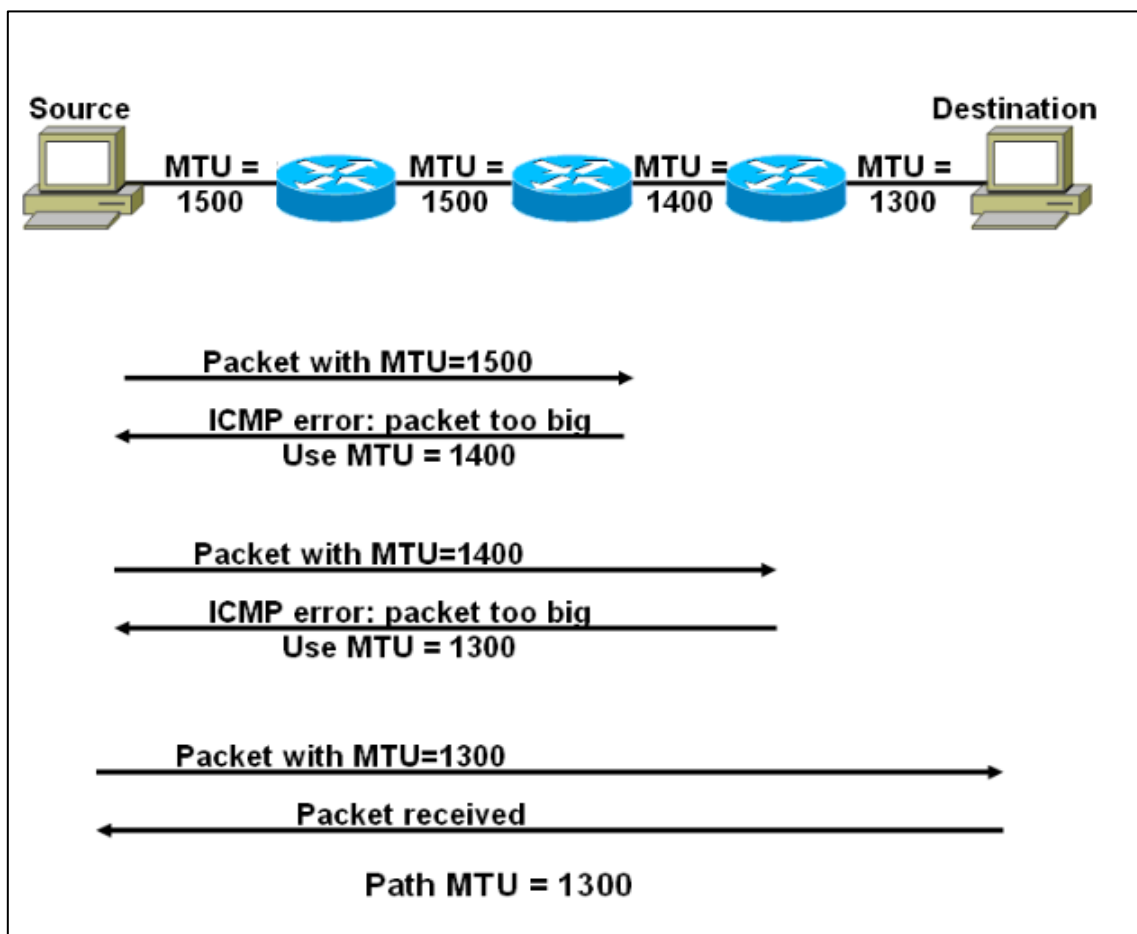 Source
Destination
MTU =
1500
MTU =
1500
MTU =
1400
MTU =
1300
Packet with MTU=1500
ICMP error: packet too big
Use MTU = 1400
Packet with MTU=1400
ICMP error: packet too big
Use MTU = 1300
Packet with MTU=1300
Packet received
Path MTU = 1300